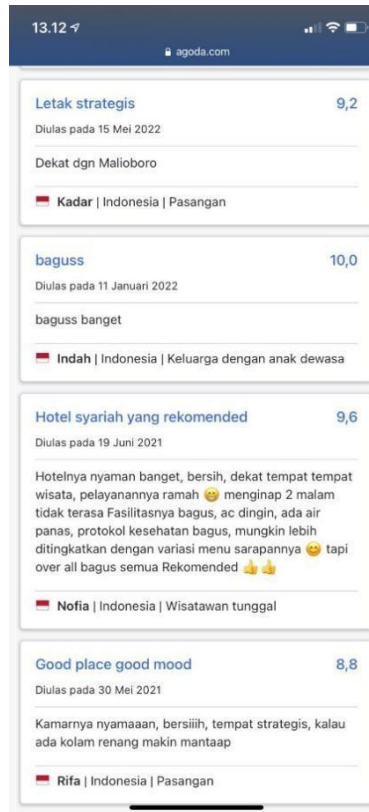 13.12
agoda.com
Letak strategis 9,2
Diulas pada 15 Mei 2022
Dekat dgn Malioboro
Kadar | Indonesia | Pasangan
baguss 10,0
Diulas pada 11 Januari 2022
baguss banget
Indah | Indonesia | Keluarga dengan anak dewasa
Hotel syariah yang rekomended 9,6
Diulas pada 19 Juni 2021
Hotelnya nyaman banget, bersih, dekat tempat tempat
wisata, pelayanannya ramah 😄 menginap 2 malam
tidak terasa Fasilitasnya bagus, ac dingin, ada air
panas, protokol kesehatan bagus, mungkin lebih
ditingkatkan dengan variasi menu sarapannya 😊 tapi
over all bagus semua Rekomended 👍 👍
Nofia | Indonesia | Wisatawan tunggal
Good place good mood 8,8
Diulas pada 30 Mei 2021
Kamarnya nyamaaan, bersiiih, tempat strategis, kalau
ada kolam renang makin mantaap
Rifa | Indonesia | Pasangan